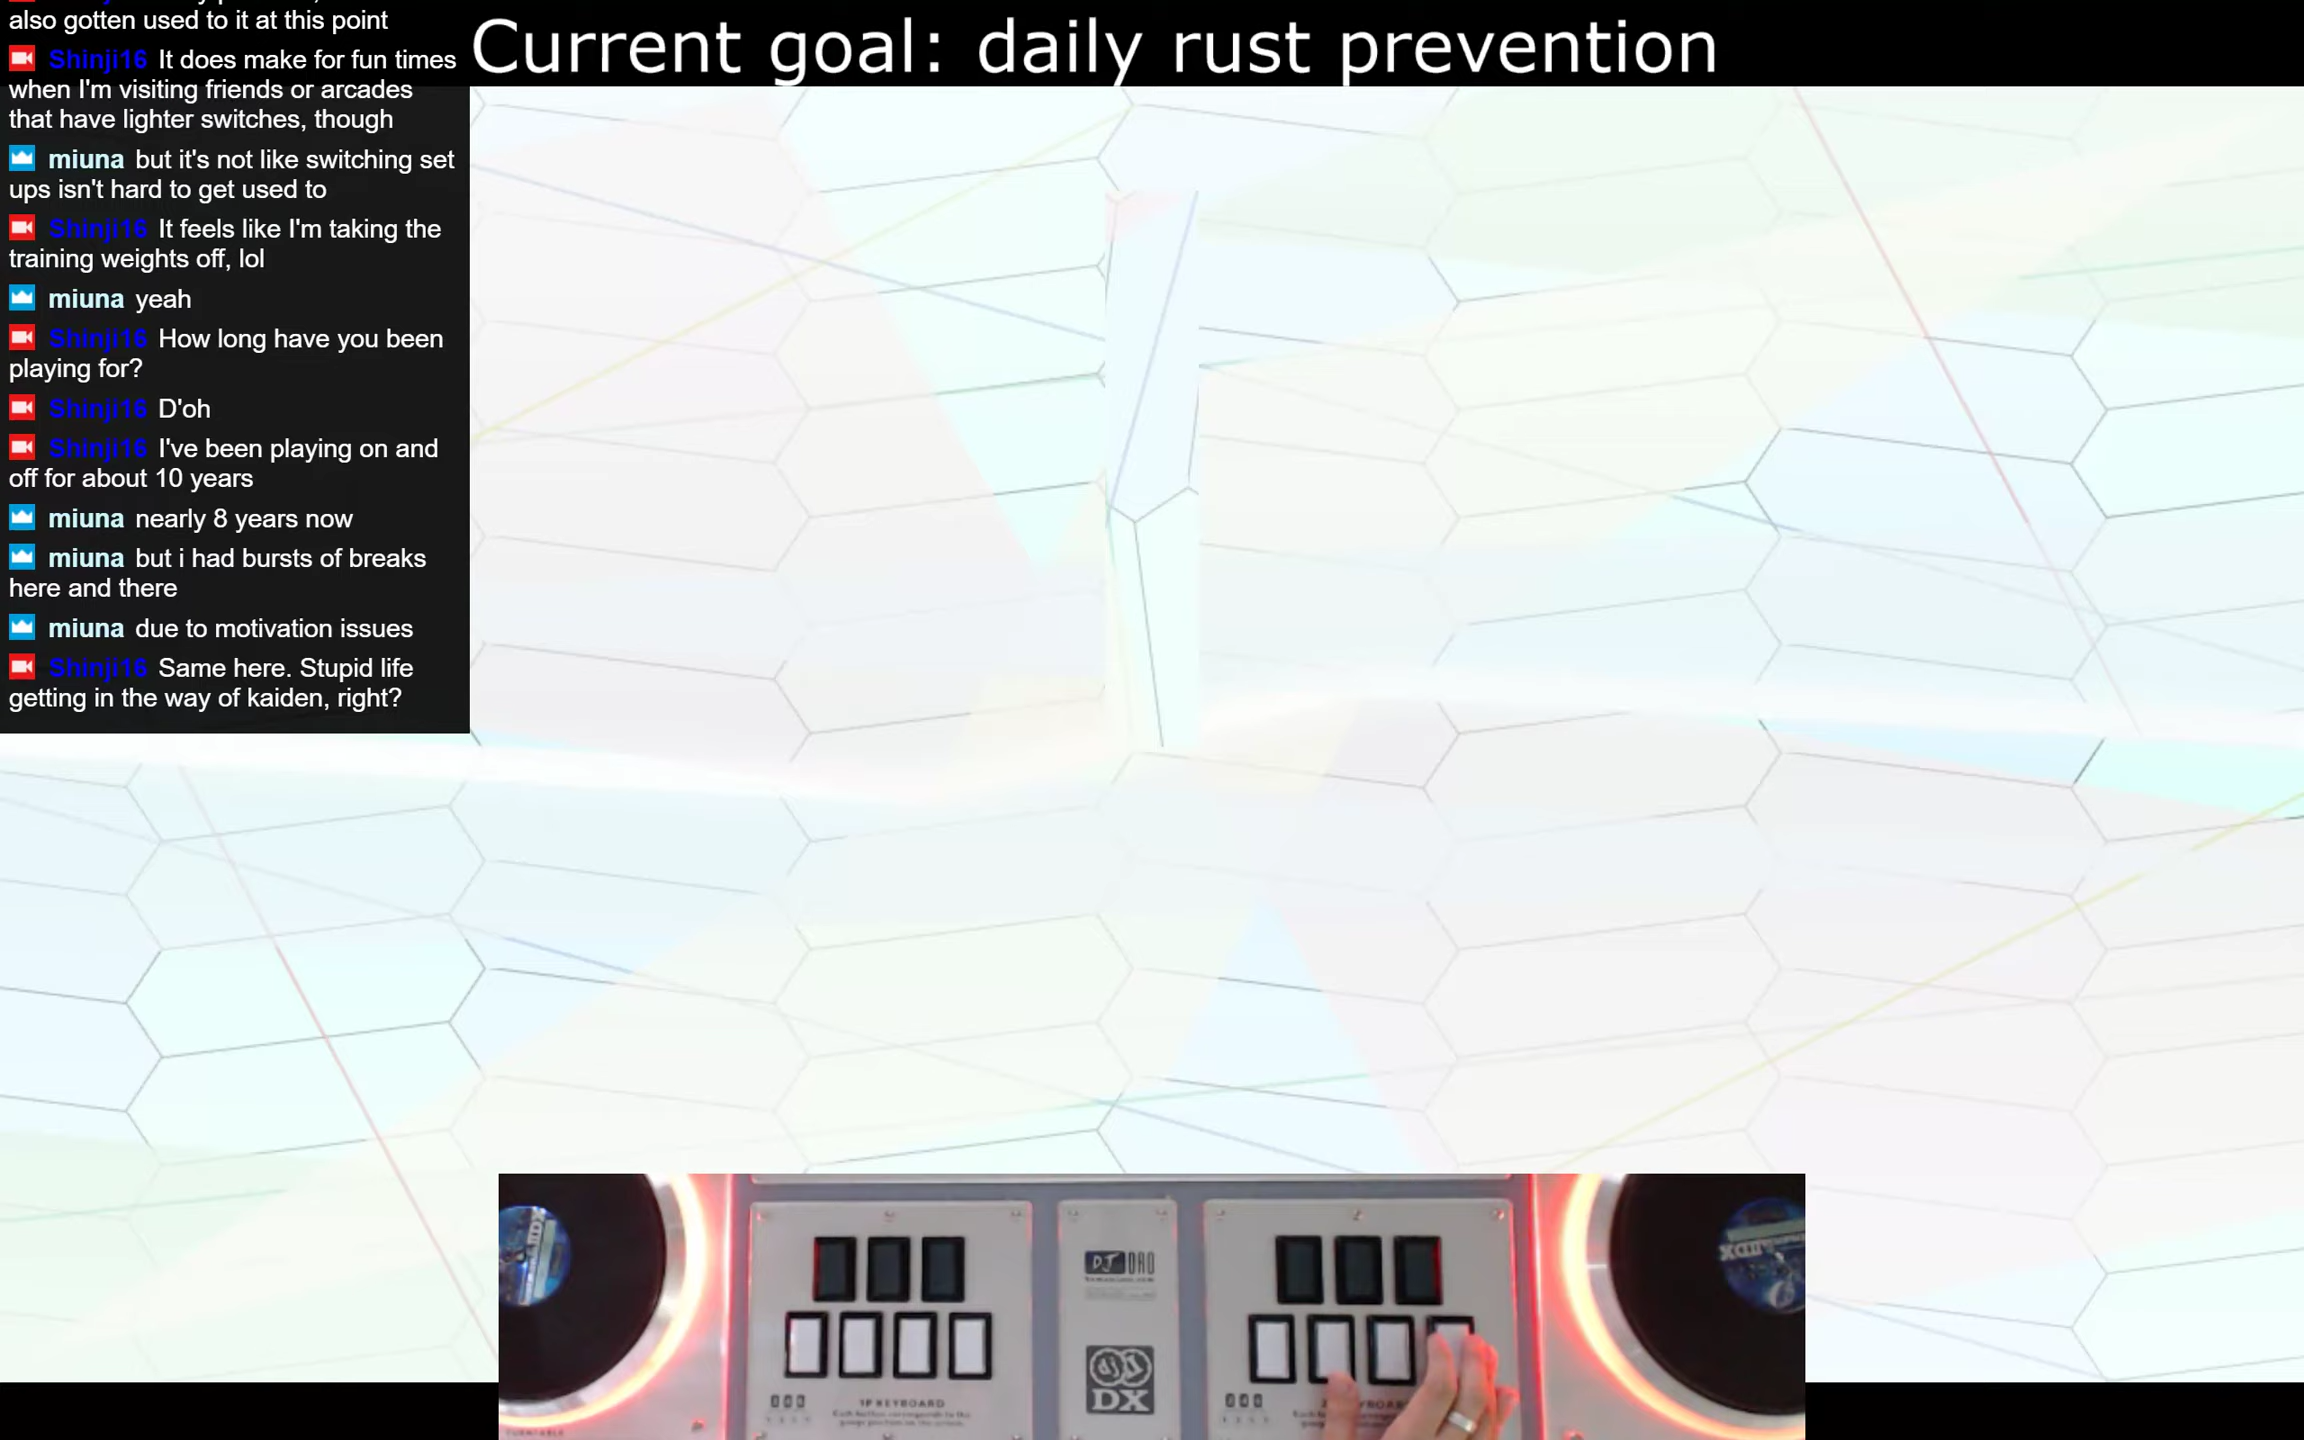 also gotten used to it at this point
Current goal: daily rust prevention
Shinji16 It does make for fun times
when I'm visiting friends or arcades
that have lighter switches, though
miuna but it's not like switching set
ups isn't hard to get used to
Shinji16 It feels like I'm taking the
training weights off, lol
miuna yeah
Shinji16 How long have you been
playing for?
Shinji16 D'oh
Shinji16 I've been playing on and
off for about 10 years
miuna nearly 8 years now
miuna but i had bursts of breaks
here and there
miuna due to motivation issues
Shinji16 Same here. Stupid life
getting in the way of kaiden, right?
DJ DAO
DX
1P KEYBOARD